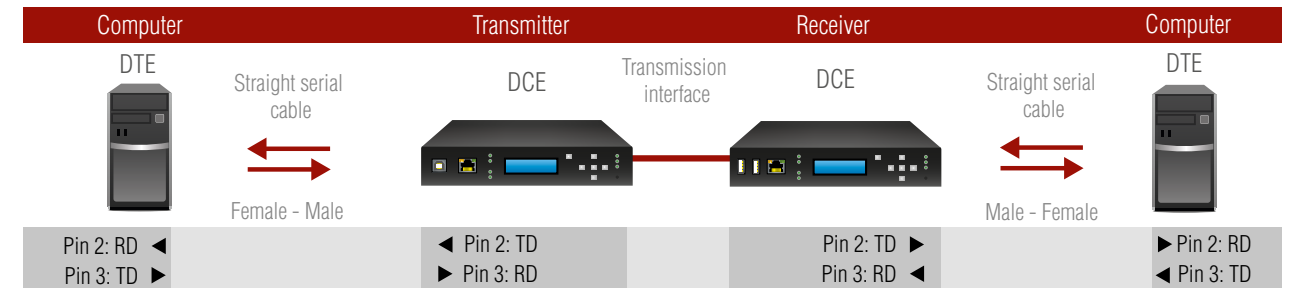 Computer
Transmitter
Receiver
Computer
DTE
Straight serial
cable
DCE
Transmission
interface
DCE
Straight serial
cable
DTE
Female - Male
Male - Female
Pin 2: RD ◀
◀ Pin 2: TD
Pin 2: TD ▶
▶ Pin 2: RD
Pin 3: TD ▶
▶ Pin 3: RD
Pin 3: RD ◀
◀ Pin 3: TD